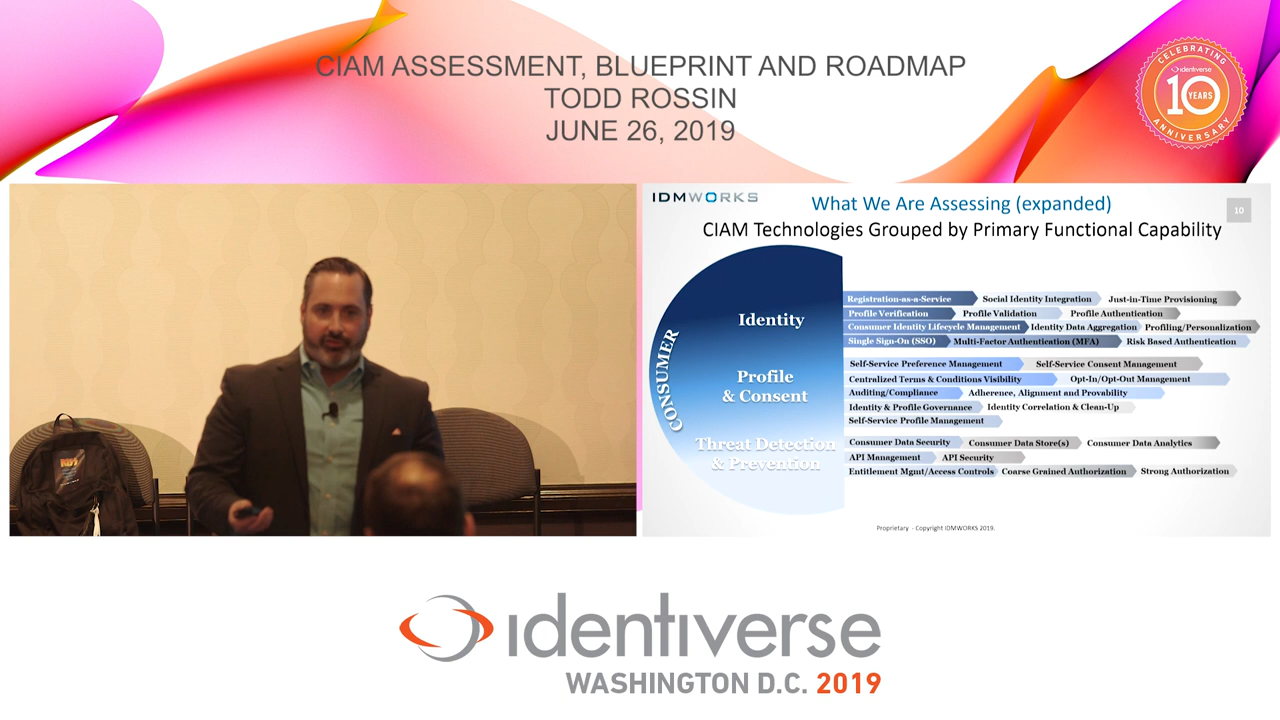 CIAM ASSESSMENT, BLUEPRINT AND ROADMAP
TODD ROSSIN
JUNE 26, 2019
CELEBRATING
identiverse
10 YEARS
ANNIVERSARY
IDMWORKS
What We Are Assessing (expanded)
10
CIAM Technologies Grouped by Primary Functional Capability
CONSUMER
Identity
Registration-as-a-Service Social Identity Integration Just-in-Time Provisioning
Profile Verification Profile Validation Profile Authentication
Consumer Identity Lifecycle Management Identity Data Aggregation Profiling/Personalization
Single Sign-On (SSO) Multi-Factor Authentication (MFA) Risk Based Authentication
Profile
& Consent
Self-Service Preference Management Self-Service Consent Management
Centralized Terms & Conditions Visibility Opt-In/Opt-Out Management
Auditing/Compliance Adherence, Alignment and Provability
Identity & Profile Governance Identity Correlation & Clean-Up
Self-Service Profile Management
Threat Detection
& Prevention
Consumer Data Security Consumer Data Store(s) Consumer Data Analytics
API Management API Security
Entitlement Mgmt/Access Controls Coarse Grained Authorization Strong Authorization
Proprietary - Copyright IDMWORKS 2019.
identiverse
WASHINGTON D.C. 2019